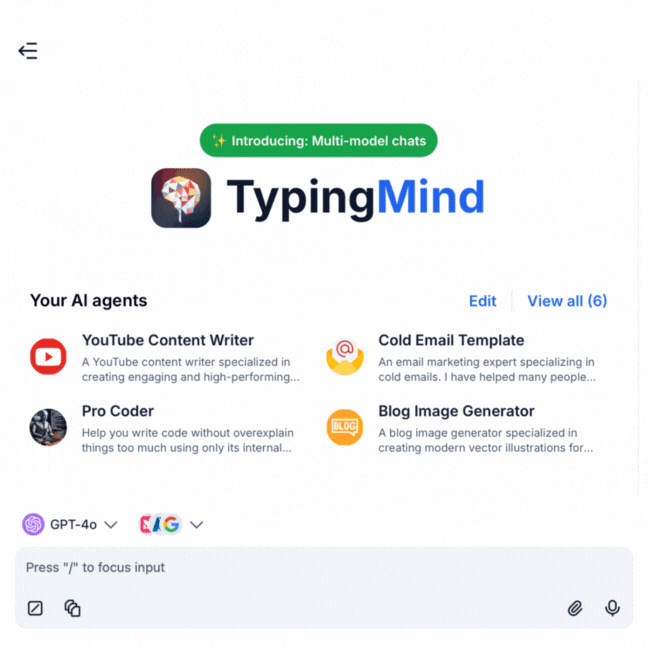 ✨ Introducing: Multi-model chats
TypingMind
Your AI agents
Edit
View all (6)
YouTube Content Writer
A YouTube content writer specialized in
creating engaging and high-performing...
Cold Email Template
An email marketing expert specializing in
cold emails. I have helped many people...
Pro Coder
Help you write code without overexplain
things too much using only its internal...
BLOG
Blog Image Generator
A blog image generator specialized in
creating modern vector illustrations for...
GPT-4o
Press "/" to focus input